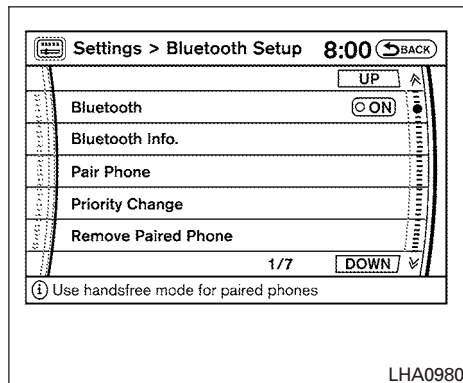 Settings > Bluetooth Setup 8:00 BACK
UP
Bluetooth ON
Bluetooth Info.
Pair Phone
Priority Change
Remove Paired Phone
1/7 DOWN
i Use handsfree mode for paired phones
LHA0980